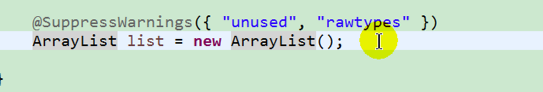 @SuppressWarnings({ "unused", "rawtypes" })
ArrayList list = new ArrayList();
}